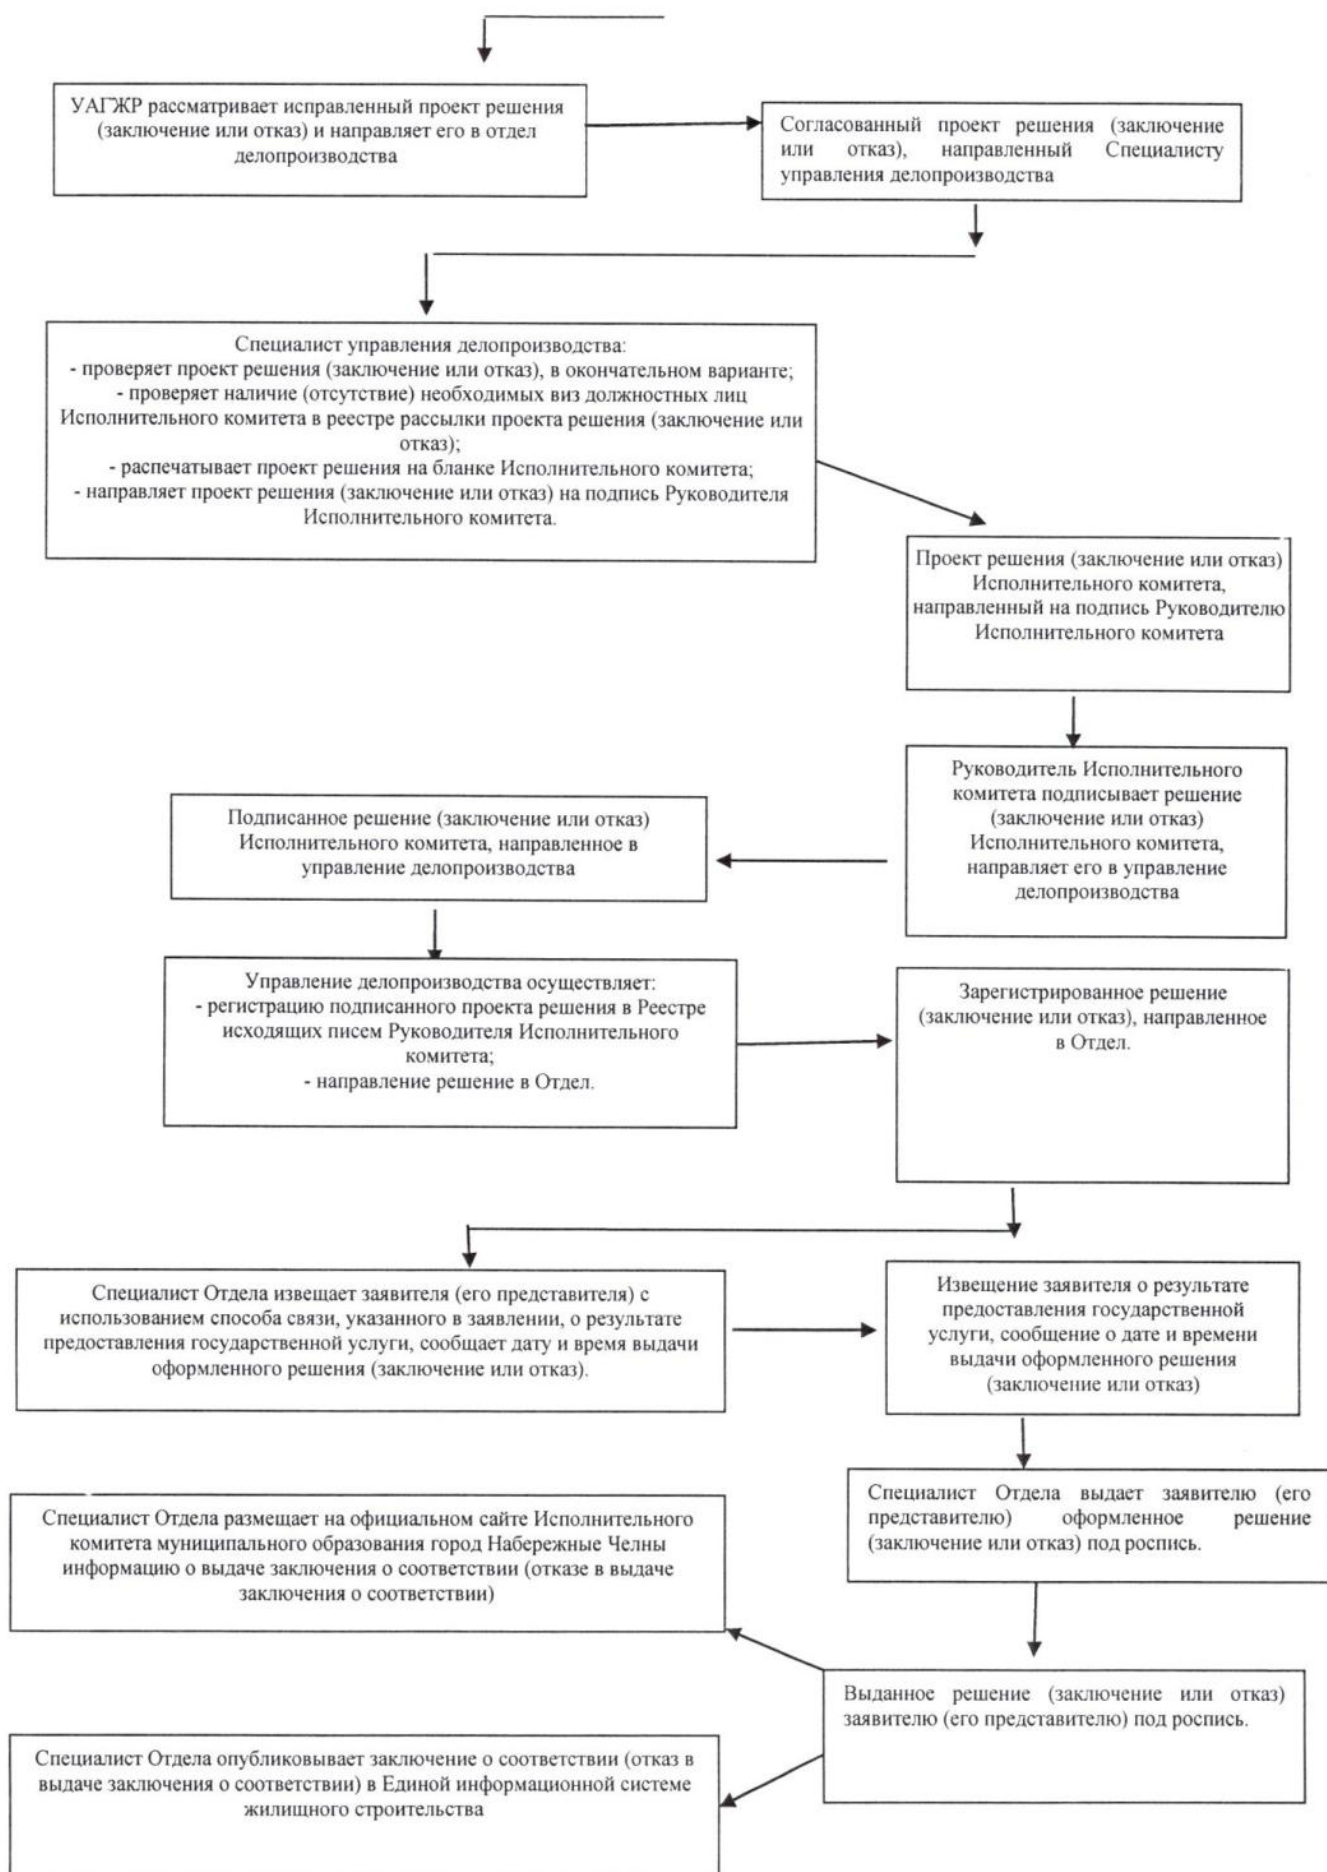 УАГЖР рассматривает исправленный проект решения
(заключение или отказ) и направляет его в отдел
делопроизводства
Согласованный проект решения (заключение
или отказ), направленный Специалисту
управления делопроизводства
Специалист управления делопроизводства:
- проверяет проект решения (заключение или отказ), в окончательном варианте;
- проверяет наличие (отсутствие) необходимых виз должностных лиц
Исполнительного комитета в реестре рассылки проекта решения (заключение или
отказ);
- распечатывает проект решения на бланке Исполнительного комитета;
- направляет проект решения (заключение или отказ) на подпись Руководителя
Исполнительного комитета.
Проект решения (заключение или отказ)
Исполнительного комитета,
направленный на подпись Руководителю
Исполнительного комитета
Руководитель Исполнительного
комитета подписывает решение
(заключение или отказ)
Исполнительного комитета,
направляет его в управление
делопроизводства
Подписанное решение (заключение или отказ)
Исполнительного комитета, направленное в
управление делопроизводства
Управление делопроизводства осуществляет:
- регистрацию подписанного проекта решения в Реестре
исходящих писем Руководителя Исполнительного
комитета;
- направление решение в Отдел.
Зарегистрированное решение
(заключение или отказ), направленное
в Отдел.
Специалист Отдела извещает заявителя (его представителя) с
использованием способа связи, указанного в заявлении, о результате
предоставления государственной услуги, сообщает дату и время выдачи
оформленного решения (заключение или отказ).
Извещение заявителя о результате
предоставления государственной
услуги, сообщение о дате и времени
выдачи оформленного решения
(заключение или отказ)
Специалист Отдела выдает заявителю (его
представителю) оформленное решение
(заключение или отказ) под роспись.
Специалист Отдела размещает на официальном сайте Исполнительного
комитета муниципального образования город Набережные Челны
информацию о выдаче заключения о соответствии (отказе в выдаче
заключения о соответствии)
Выданное решение (заключение или отказ)
заявителю (его представителю) под роспись.
Специалист Отдела опубликовывает заключение о соответствии (отказ в
выдаче заключения о соответствии) в Единой информационной системе
жилищного строительства